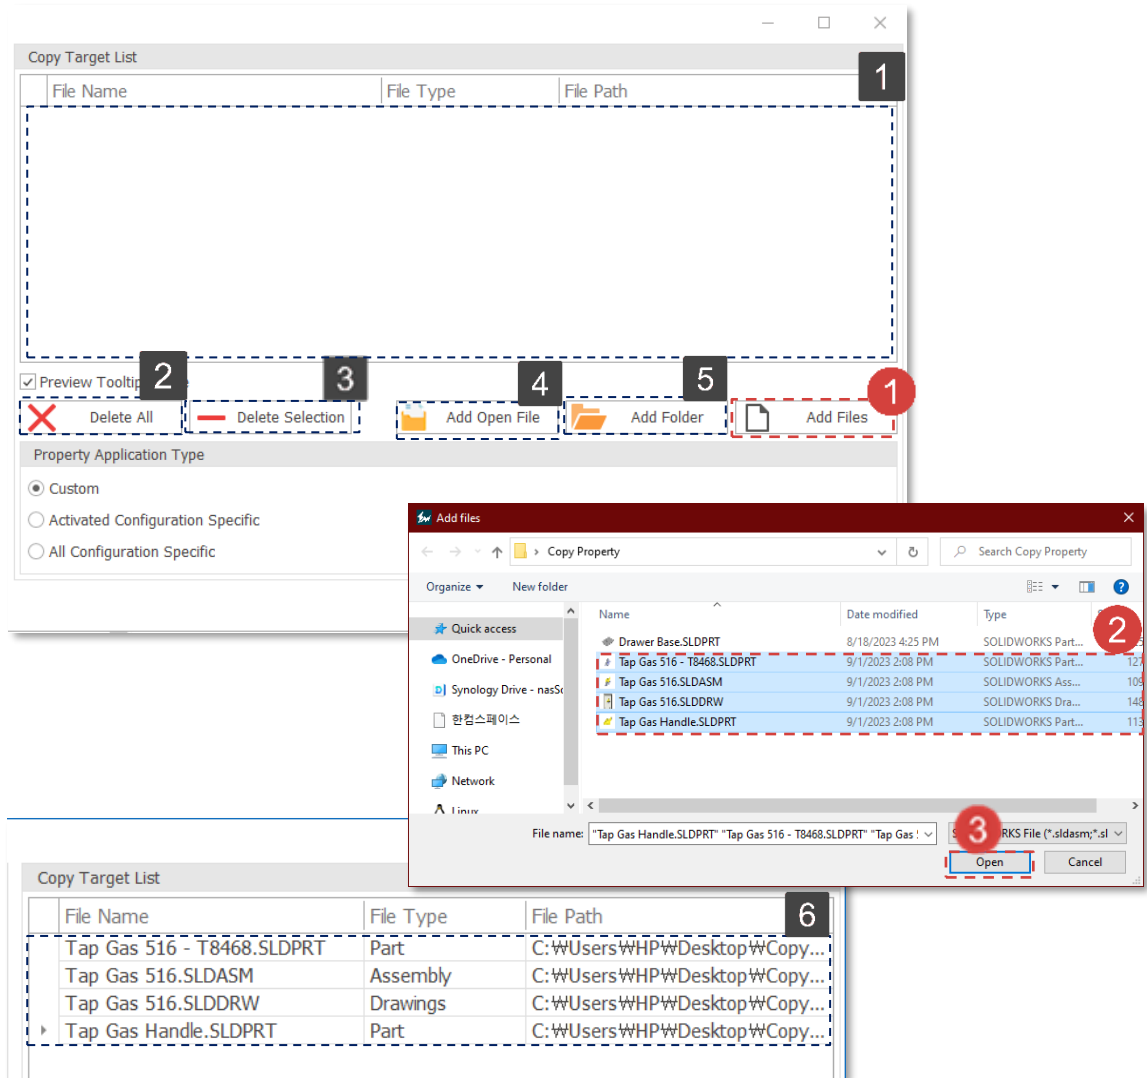 Copy Target List
1
File Name File Type File Path
Preview Tooltip
2
3
4
5
1
Delete All
Delete Selection
Add Open File
Add Folder
Add Files
Property Application Type
Custom
Activated Configuration Specific
All Configuration Specific
Add files
Copy Property
Search Copy Property
Organize
New folder
?
Name Date modified Type
2
Quick access
OneDrive - Personal
Synology Drive - nasSc
한컴스페이스
This PC
Network
Linux
Drawer Base.SLDPRT 8/18/2023 4:25 PM SOLIDWORKS Part...
Tap Gas 516 - T8468.SLDPRT 9/1/2023 2:08 PM SOLIDWORKS Part... 127
Tap Gas 516.SLDASM 9/1/2023 2:08 PM SOLIDWORKS Ass... 109
Tap Gas 516.SLDDRW 9/1/2023 2:08 PM SOLIDWORKS Dra... 148
Tap Gas Handle.SLDPRT 9/1/2023 2:08 PM SOLIDWORKS Part... 113
File name: "Tap Gas Handle.SLDPRT" "Tap Gas 516 - T8468.SLDPRT" "Tap Gas
RKS File (*.sldasm;*.sl
3
Open
Cancel
Copy Target List
6
File Name File Type File Path
Tap Gas 516 - T8468.SLDPRT Part C:₩Users₩HP₩Desktop₩Copy...
Tap Gas 516.SLDASM Assembly C:₩Users₩HP₩Desktop₩Copy...
Tap Gas 516.SLDDRW Drawings C:₩Users₩HP₩Desktop₩Copy...
Tap Gas Handle.SLDPRT Part C:₩Users₩HP₩Desktop₩Copy...